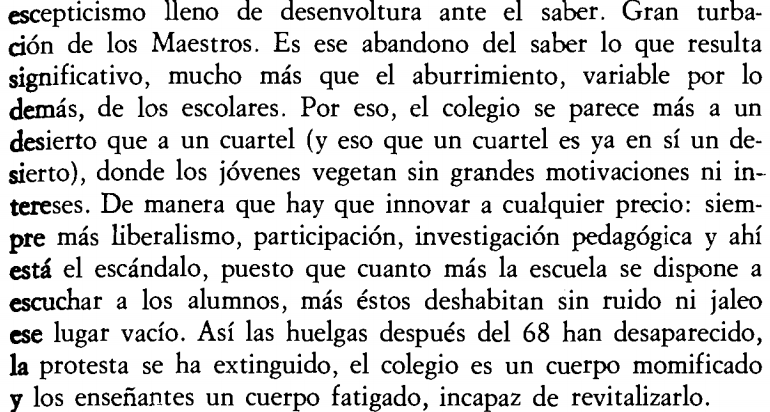 escepticismo lleno de desenvoltura ante el saber. Gran turba-
ción de los Maestros. Es ese abandono del saber lo que resulta
significativo, mucho más que el aburrimiento, variable por lo
demás, de los escolares. Por eso, el colegio se parece más a un
desierto que a un cuartel (y eso que un cuartel es ya en sí un de-
sierto), donde los jóvenes vegetan sin grandes motivaciones ni in-
tereses. De manera que hay que innovar a cualquier precio: siem-
pre más liberalismo, participación, investigación pedagógica y ahí
está el escándalo, puesto que cuanto más la escuela se dispone a
escuchar a los alumnos, más éstos deshabitan sin ruido ni jaleo
ese lugar vacío. Así las huelgas después del 68 han desaparecido,
la protesta se ha extinguido, el colegio es un cuerpo momificado
y los enseñantes un cuerpo fatigado, incapaz de revitalizarlo.